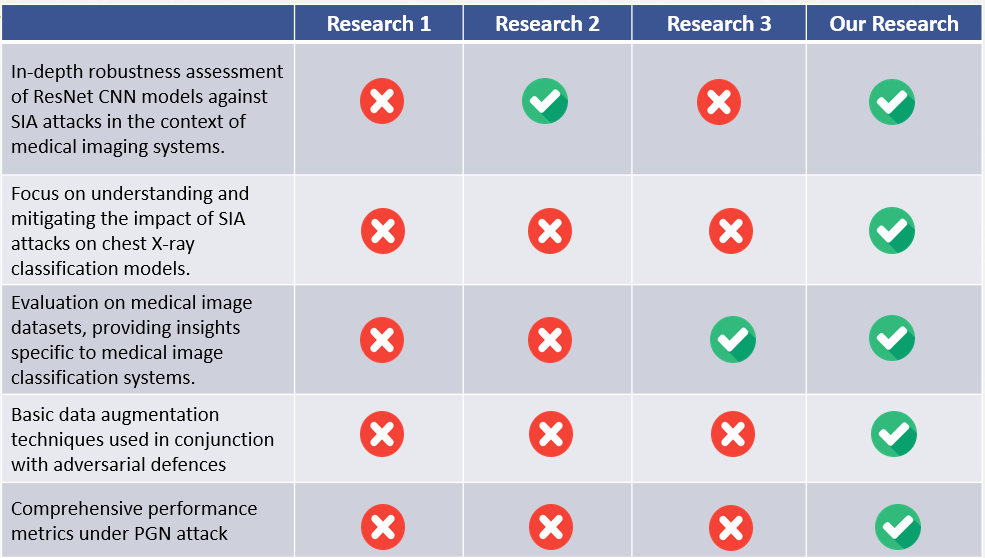 Research 1 Research 2 Research 3 Our Research
In-depth robustness assessment
of ResNet CNN models against
SIA attacks in the context of
medical imaging systems.
Focus on understanding and
mitigating the impact of SIA
attacks on chest X-ray
classification models.
Evaluation on medical image
datasets, providing insights
specific to medical image
classification systems.
Basic data augmentation
techniques used in conjunction
with adversarial defences
Comprehensive performance
metrics under PGN attack